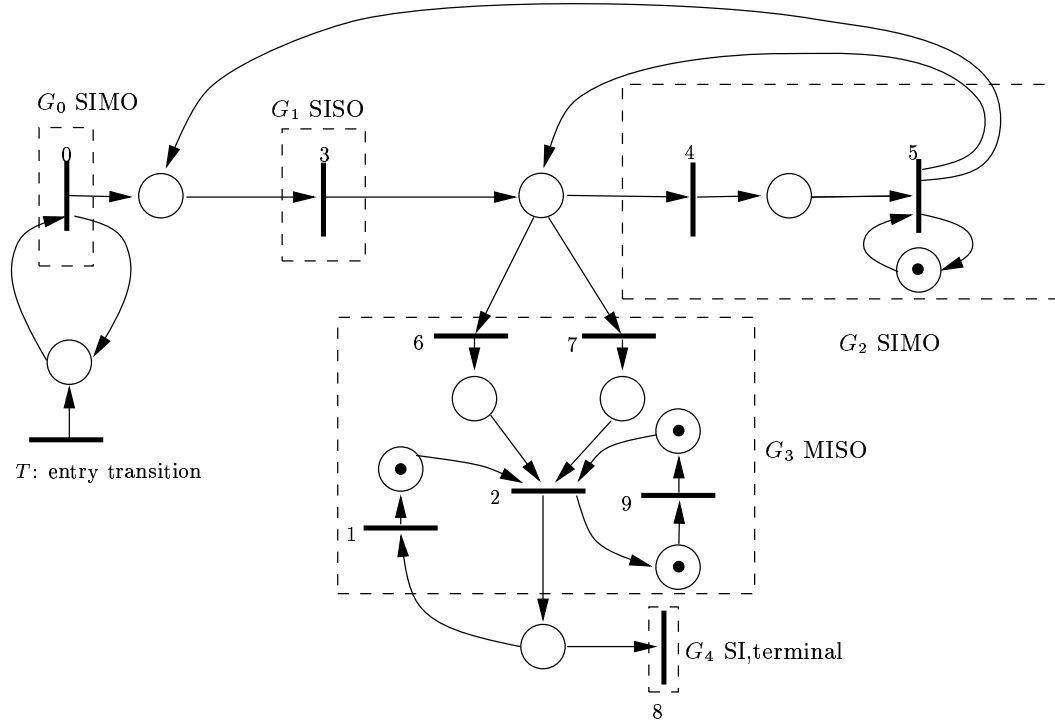 G₀ SIMO
G₁ SISO
0
3
4
5
G₂ SIMO
6
7
T: entry transition
G₃ MISO
2
9
1
G₄ SI,terminal
8